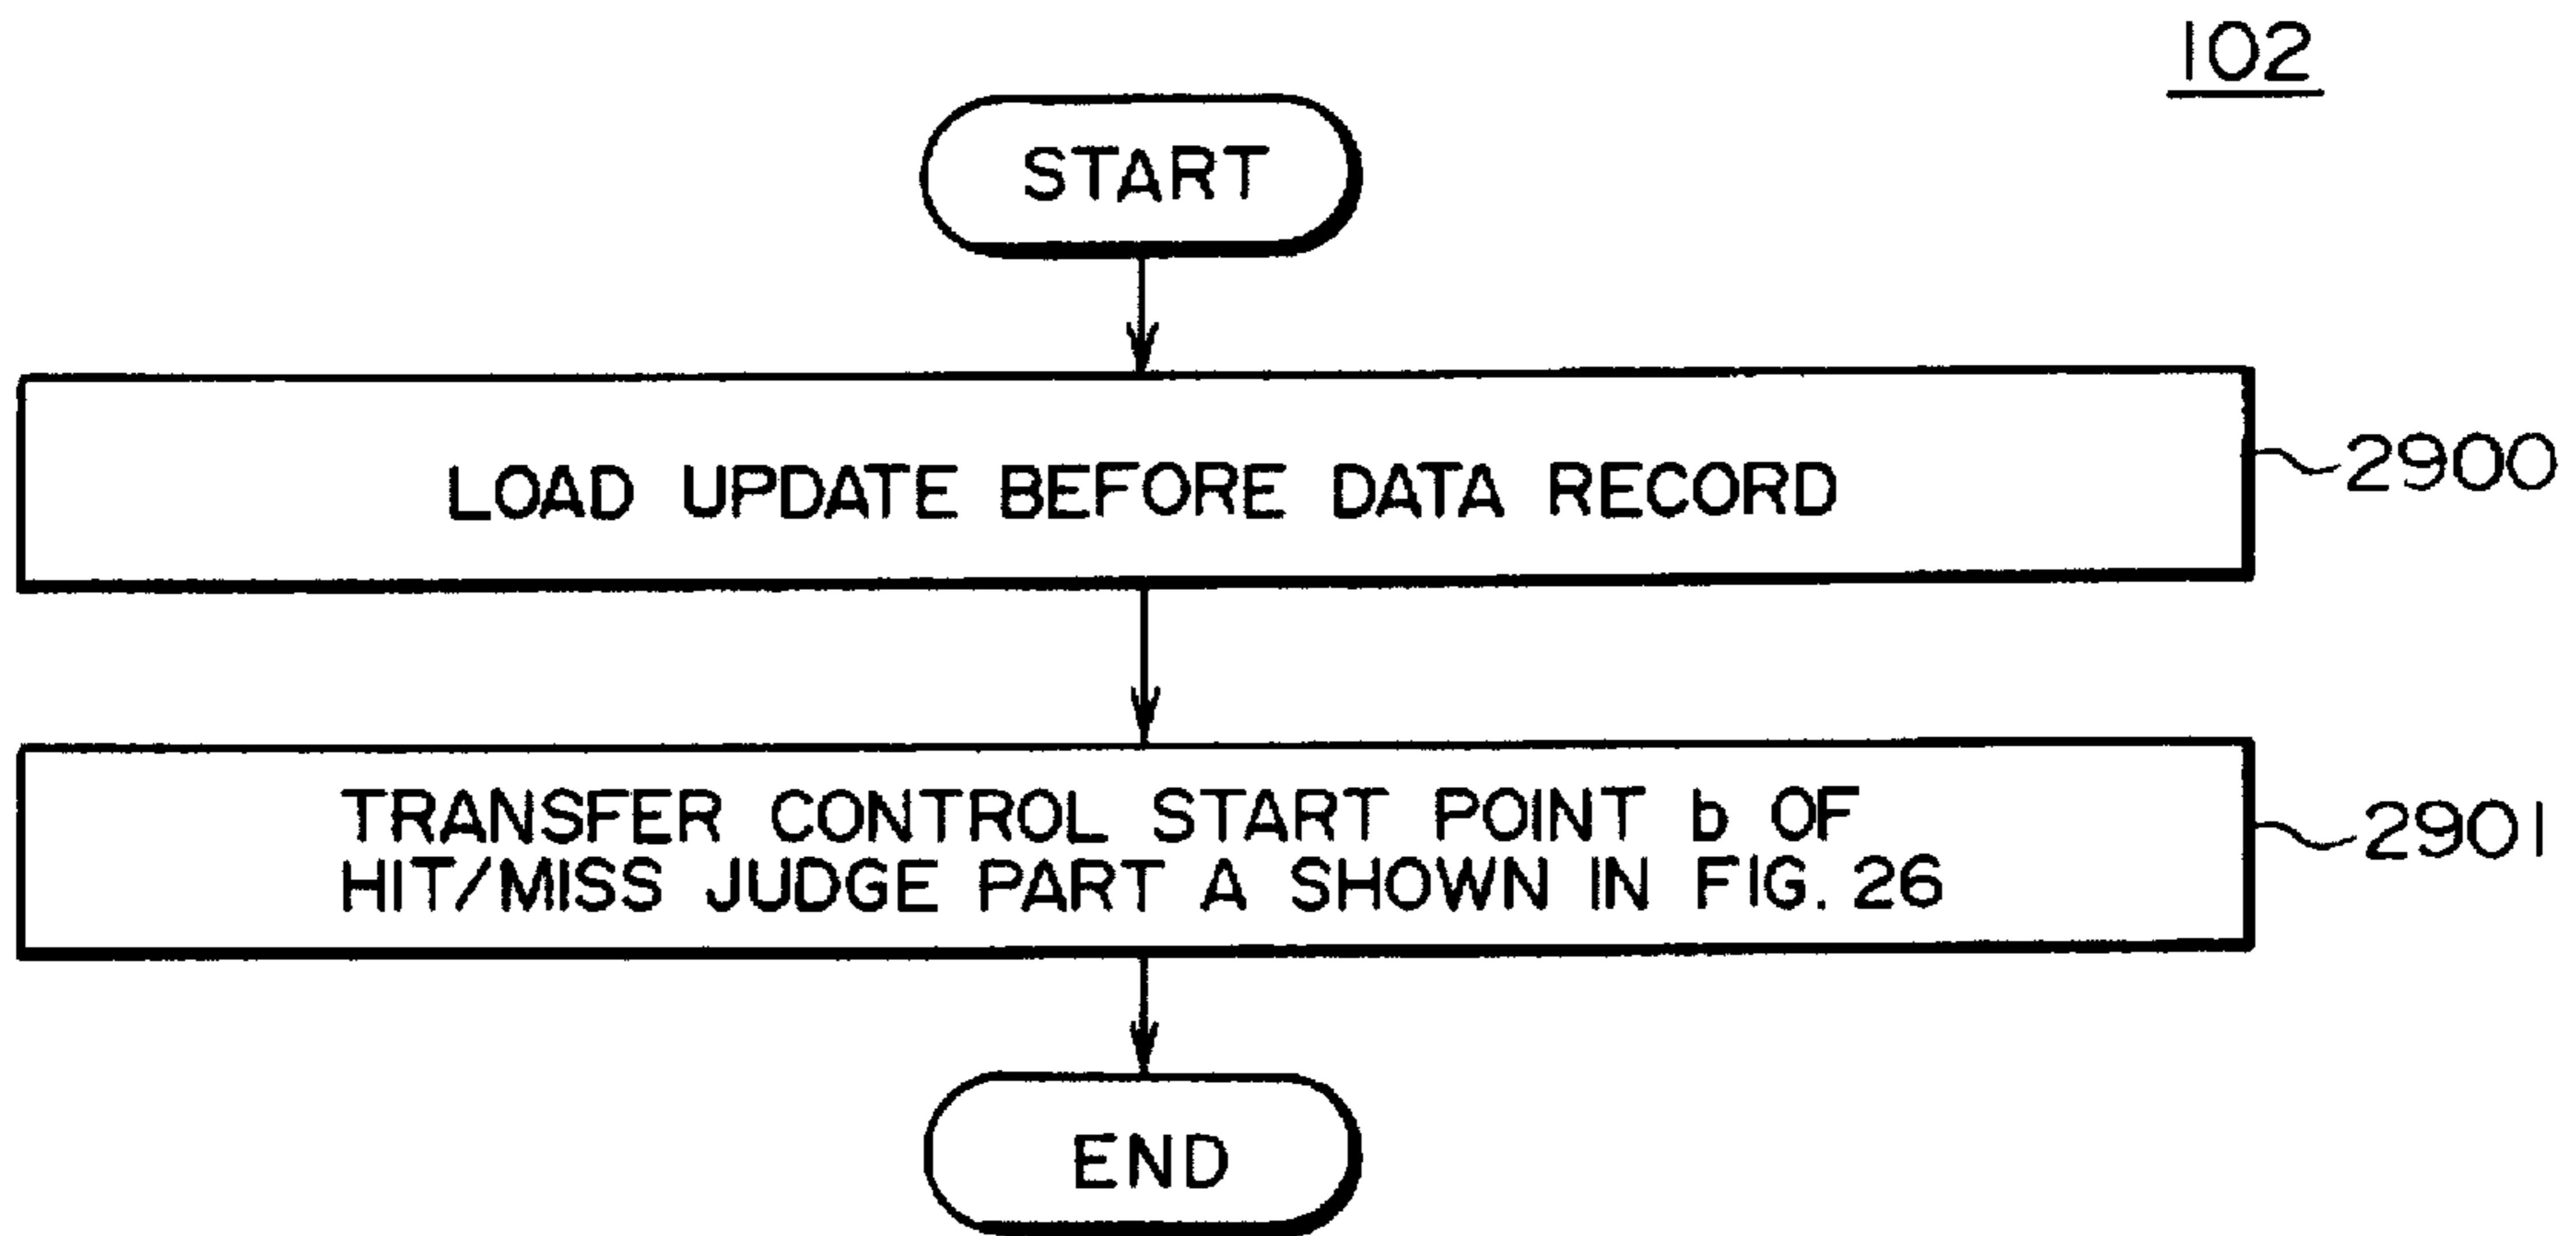 102
START
LOAD UPDATE BEFORE DATA RECORD
2900
TRANSFER CONTROL START POINT b OF
HIT/MISS JUDGE PART A SHOWN IN FIG. 26
2901
END